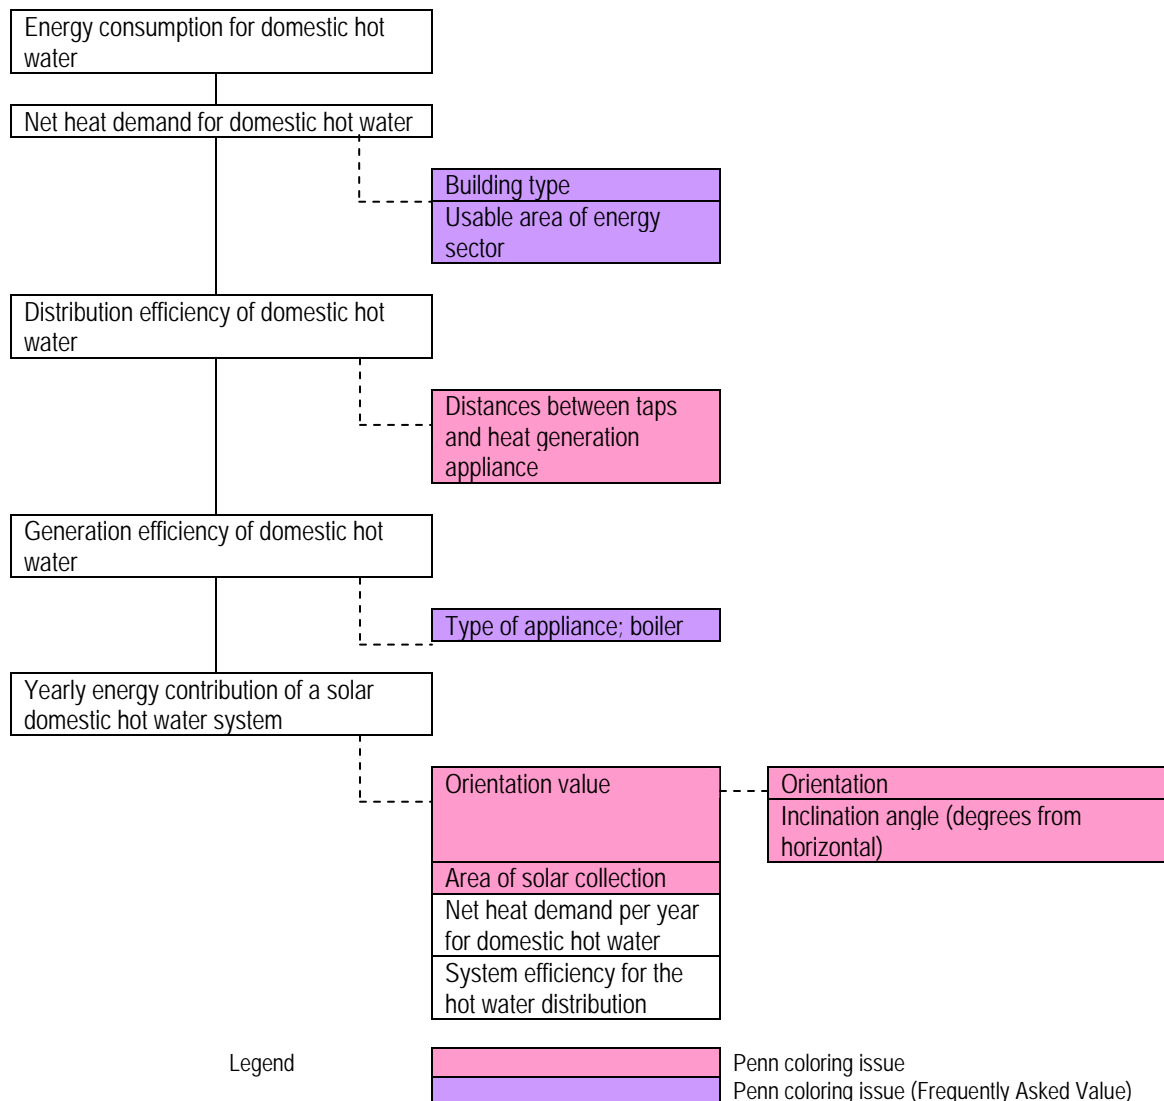 Energy consumption for domestic hot
water
Net heat demand for domestic hot water
Building type
Usable area of energy
sector
Distribution efficiency of domestic hot
water
Distances between taps
and heat generation
appliance
Generation efficiency of domestic hot
water
Type of appliance; boiler
Yearly energy contribution of a solar
domestic hot water system
Orientation value
Orientation
Inclination angle (degrees from
horizontal)
Area of solar collection
Net heat demand per year
for domestic hot water
System efficiency for the
hot water distribution
Legend
Penn coloring issue
Penn coloring issue (Frequently Asked Value)